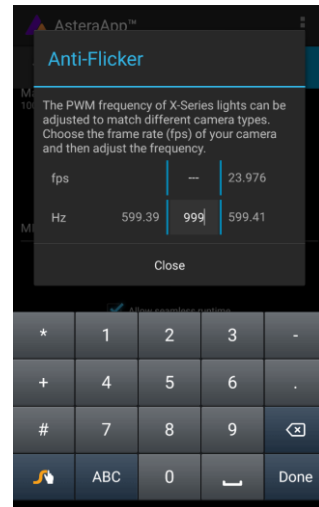 AsteraApp™
Anti-Flicker
The PWM frequency of X-Series lights can
be adjusted to match different camera types.
Choose the frame rate (fps) of your camera
and then adjust the frequency.
fps --- 23.976
Hz 599.39 999 599.41
Close
Allow seamless runtime
* 1 2 3 -
+ 4 5 6 .
# 7 8 9
ABC 0 Done